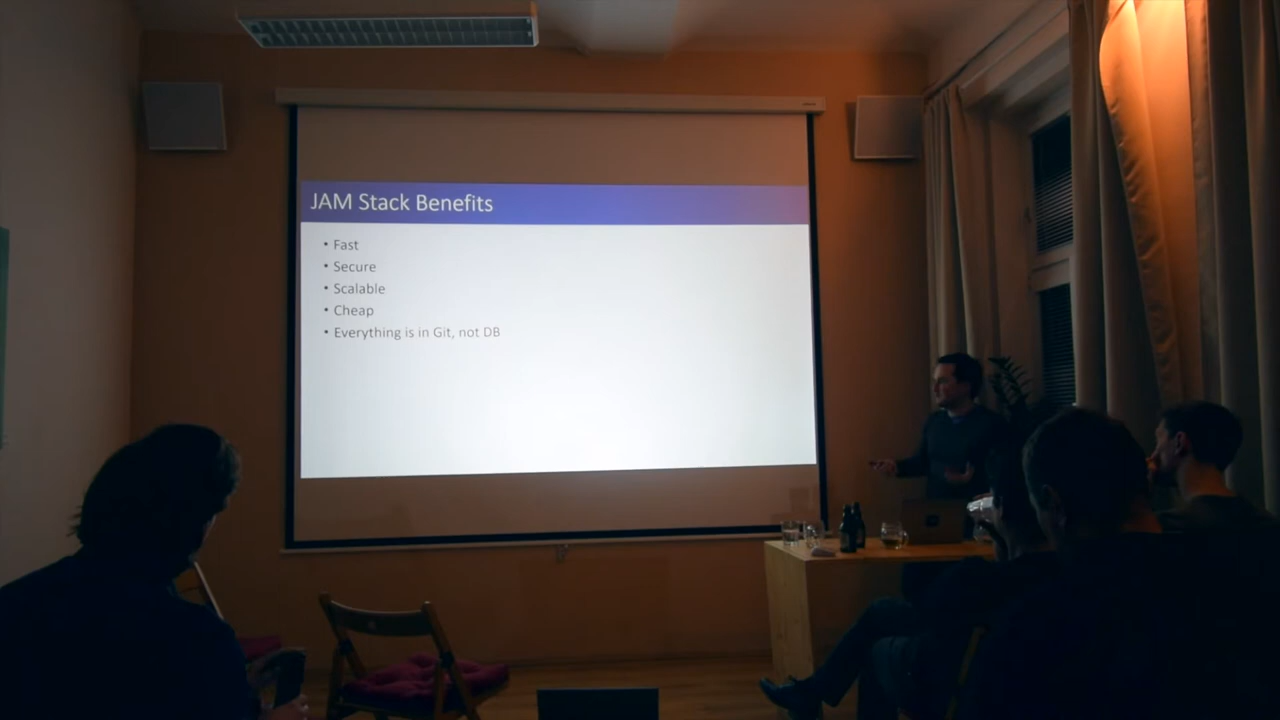 JAM Stack Benefits
• Fast
• Secure
• Scalable
• Cheap
• Everything is in Git, not DB